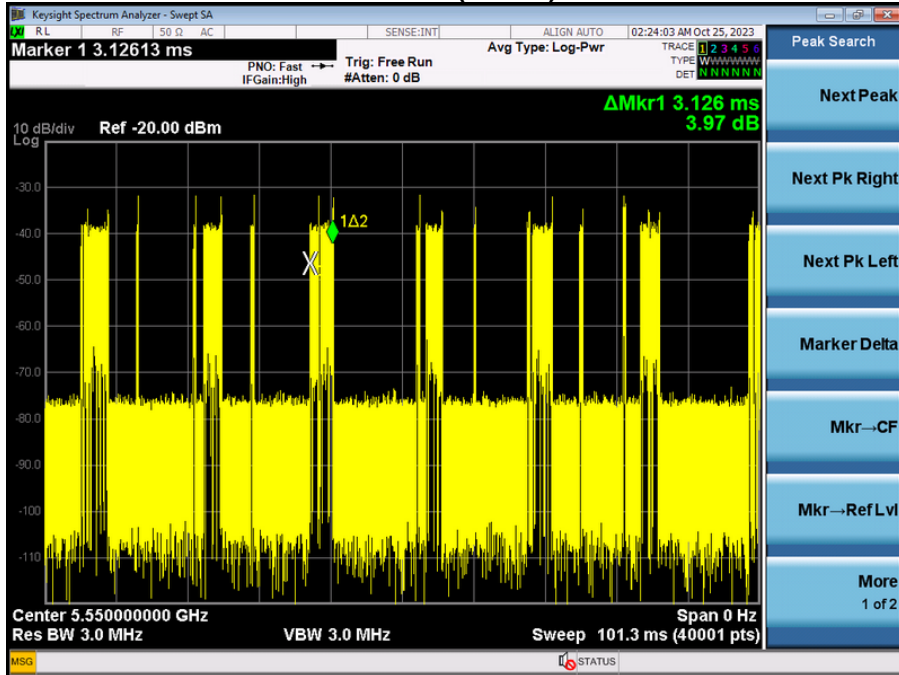 Keysight Spectrum Analyzer - Swept SA
LXI RL RF 50 Ω AC SENSE:INT ALIGN AUTO 02:24:03 AM Oct 25, 2023
Marker 1 3.12613 ms
Avg Type: Log-Pwr
TRACE 1 2 3 4 5 6
TYPE WWWWWW
DET N N N N N N
PNO: Fast
IFGain:High
Trig: Free Run
#Atten: 0 dB
ΔMkr1 3.126 ms
3.97 dB
10 dB/div Ref -20.00 dBm
Log
-30.0
-40.0
-50.0
-60.0
-70.0
-80.0
-90.0
-100
-110
1Δ2
X
Center 5.550000000 GHz
Span 0 Hz
Res BW 3.0 MHz VBW 3.0 MHz Sweep 101.3 ms (40001 pts)
MSG STATUS
Peak Search
Next Peak
Next Pk Right
Next Pk Left
Marker Delta
Mkr→CF
Mkr→Ref Lvl
More
1 of 2